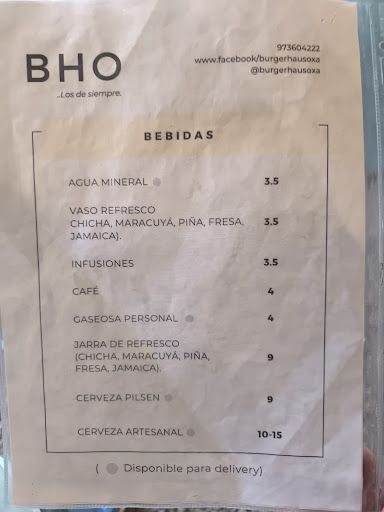 BHO
..Los de siempre.
973604222
www.facebook/burgerhausoxa
@burgerhausoxa
BEBIDAS
AGUA MINERAL 3.5
VASO REFRESCO
CHICHA, MARACUYÁ, PIÑA, FRESA, 3.5
JAMAICA).
INFUSIONES 3.5
CAFÉ 4
GASEOSA PERSONAL 4
JARRA DE REFRESCO
(CHICHA, MARACUYÁ, PIÑA, 9
FRESA, JAMAICA).
CERVEZA PILSEN 9
CERVEZA ARTESANAL 10-15
( Disponible para delivery)